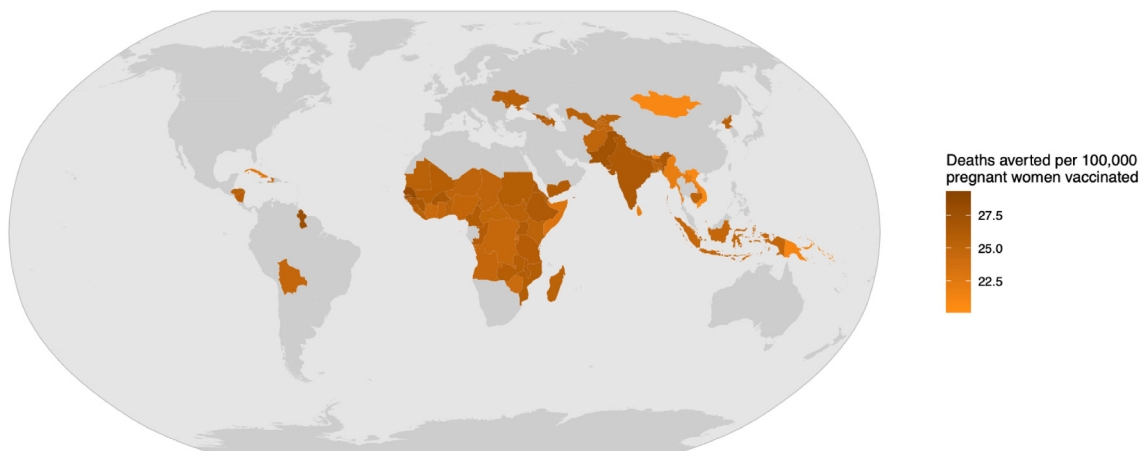 Deaths averted per 100,000
pregnant women vaccinated
27.5
25.0
22.5